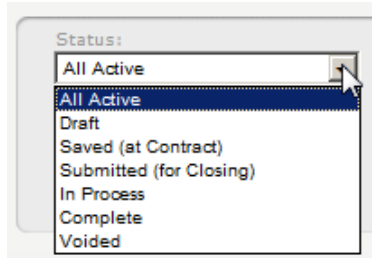 Status:
All Active
All Active
Draft
Saved (at Contract)
Submitted (for Closing)
In Process
Complete
Voided